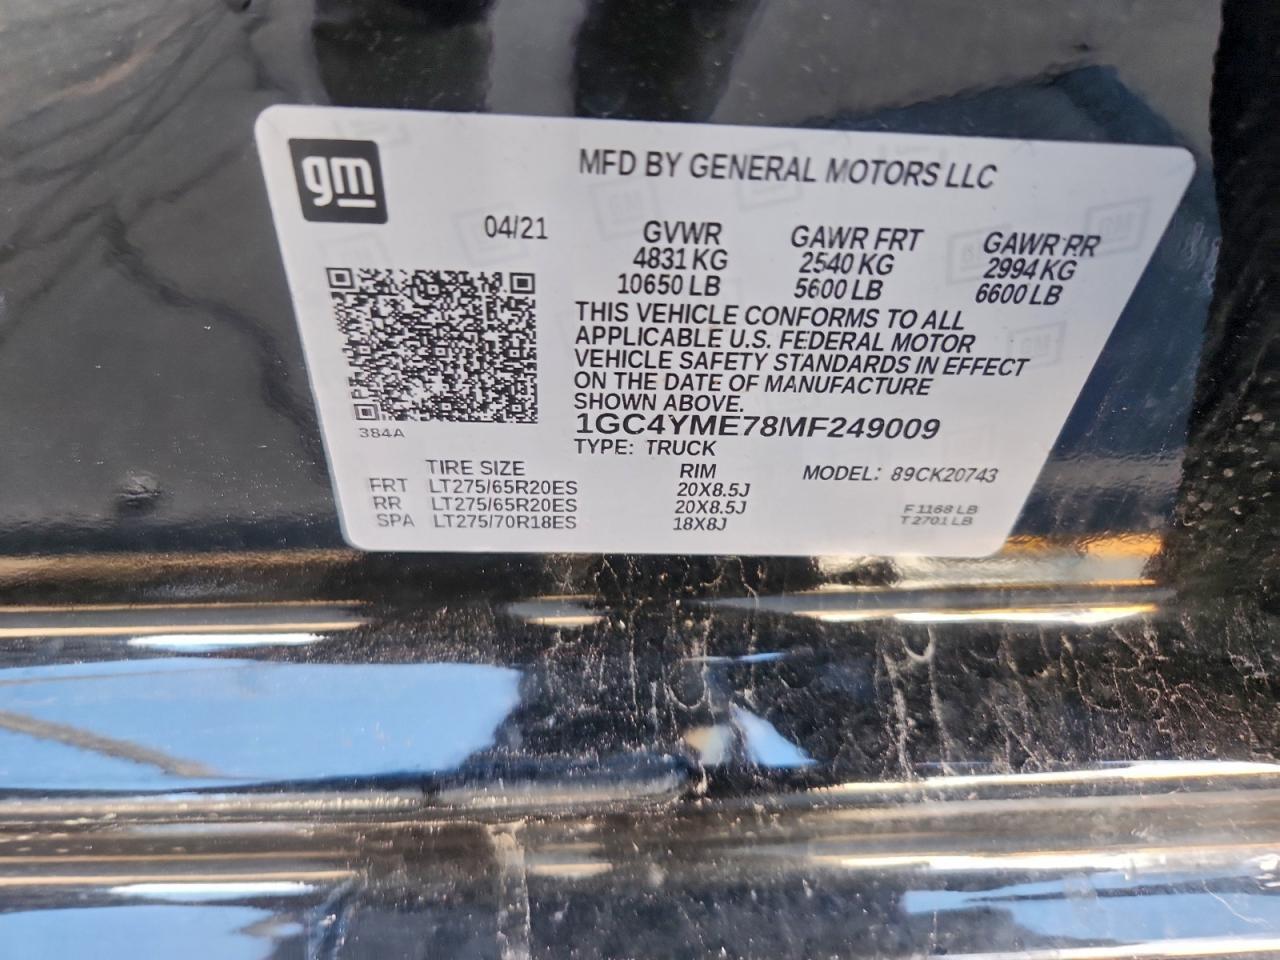 gm
MFD BY GENERAL MOTORS LLC
04/21 GVWR GAWR FRT GAWR RR
4831 KG 2540 KG 2994 KG
10650 LB 5600 LB 6600 LB
THIS VEHICLE CONFORMS TO ALL
APPLICABLE U.S. FEDERAL MOTOR
VEHICLE SAFETY STANDARDS IN EFFECT
ON THE DATE OF MANUFACTURE
SHOWN ABOVE.
1GC4YME78MF249009
384A
TYPE: TRUCK
TIRE SIZE RIM MODEL: 89CK20743
FRT LT275/65R20ES 20X8.5J
RR LT275/65R20ES 20X8.5J
SPA LT275/70R18ES 18X8J
F 1168 LB
T 2701 LB